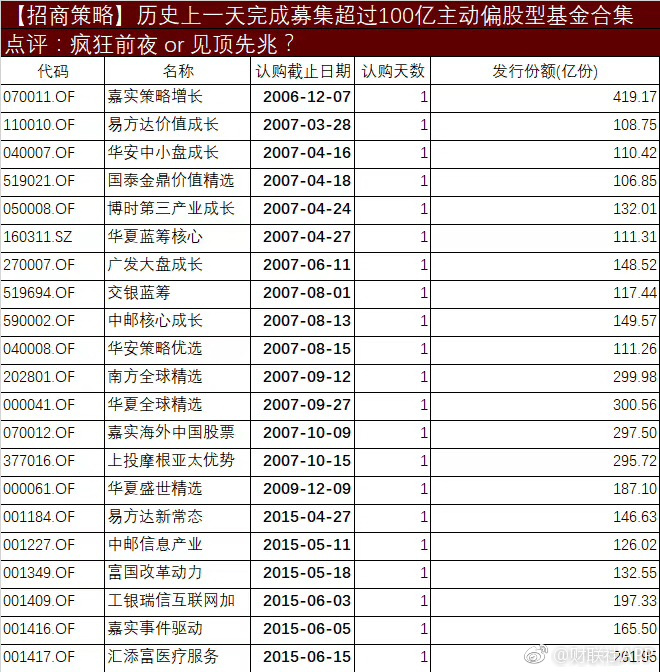 【招商策略】历史上一天完成募集超过100亿主动偏股型基金合集
点评：疯狂前夜 or 见顶先兆？
代码 名称 认购截止日期 认购天数 发行份额(亿份)
070011.OF 嘉实策略增长 2006-12-07 1 419.17
110010.OF 易方达价值成长 2007-03-28 1 108.75
040007.OF 华安中小盘成长 2007-04-16 1 110.42
519021.OF 国泰金鼎价值精选 2007-04-18 1 106.85
050008.OF 博时第三产业成长 2007-04-24 1 132.01
160311.SZ 华夏蓝筹核心 2007-04-27 1 111.31
270007.OF 广发大盘成长 2007-06-11 1 148.52
519694.OF 交银蓝筹 2007-08-01 1 117.44
590002.OF 中邮核心成长 2007-08-13 1 149.57
040008.OF 华安策略优选 2007-08-15 1 111.26
202801.OF 南方全球精选 2007-09-12 1 299.98
000041.OF 华夏全球精选 2007-09-27 1 300.56
070012.OF 嘉实海外中国股票 2007-10-09 1 297.50
377016.OF 上投摩根亚太优势 2007-10-15 1 295.72
000061.OF 华夏盛世精选 2009-12-09 1 187.10
001184.OF 易方达新常态 2015-04-27 1 146.63
001227.OF 中邮信息产业 2015-05-11 1 126.02
001349.OF 富国改革动力 2015-05-18 1 132.55
001409.OF 工银瑞信互联网加 2015-06-03 1 197.33
001416.OF 嘉实事件驱动 2015-06-05 1 165.50
001417.OF 汇添富医疗服务 2015-06-15 1